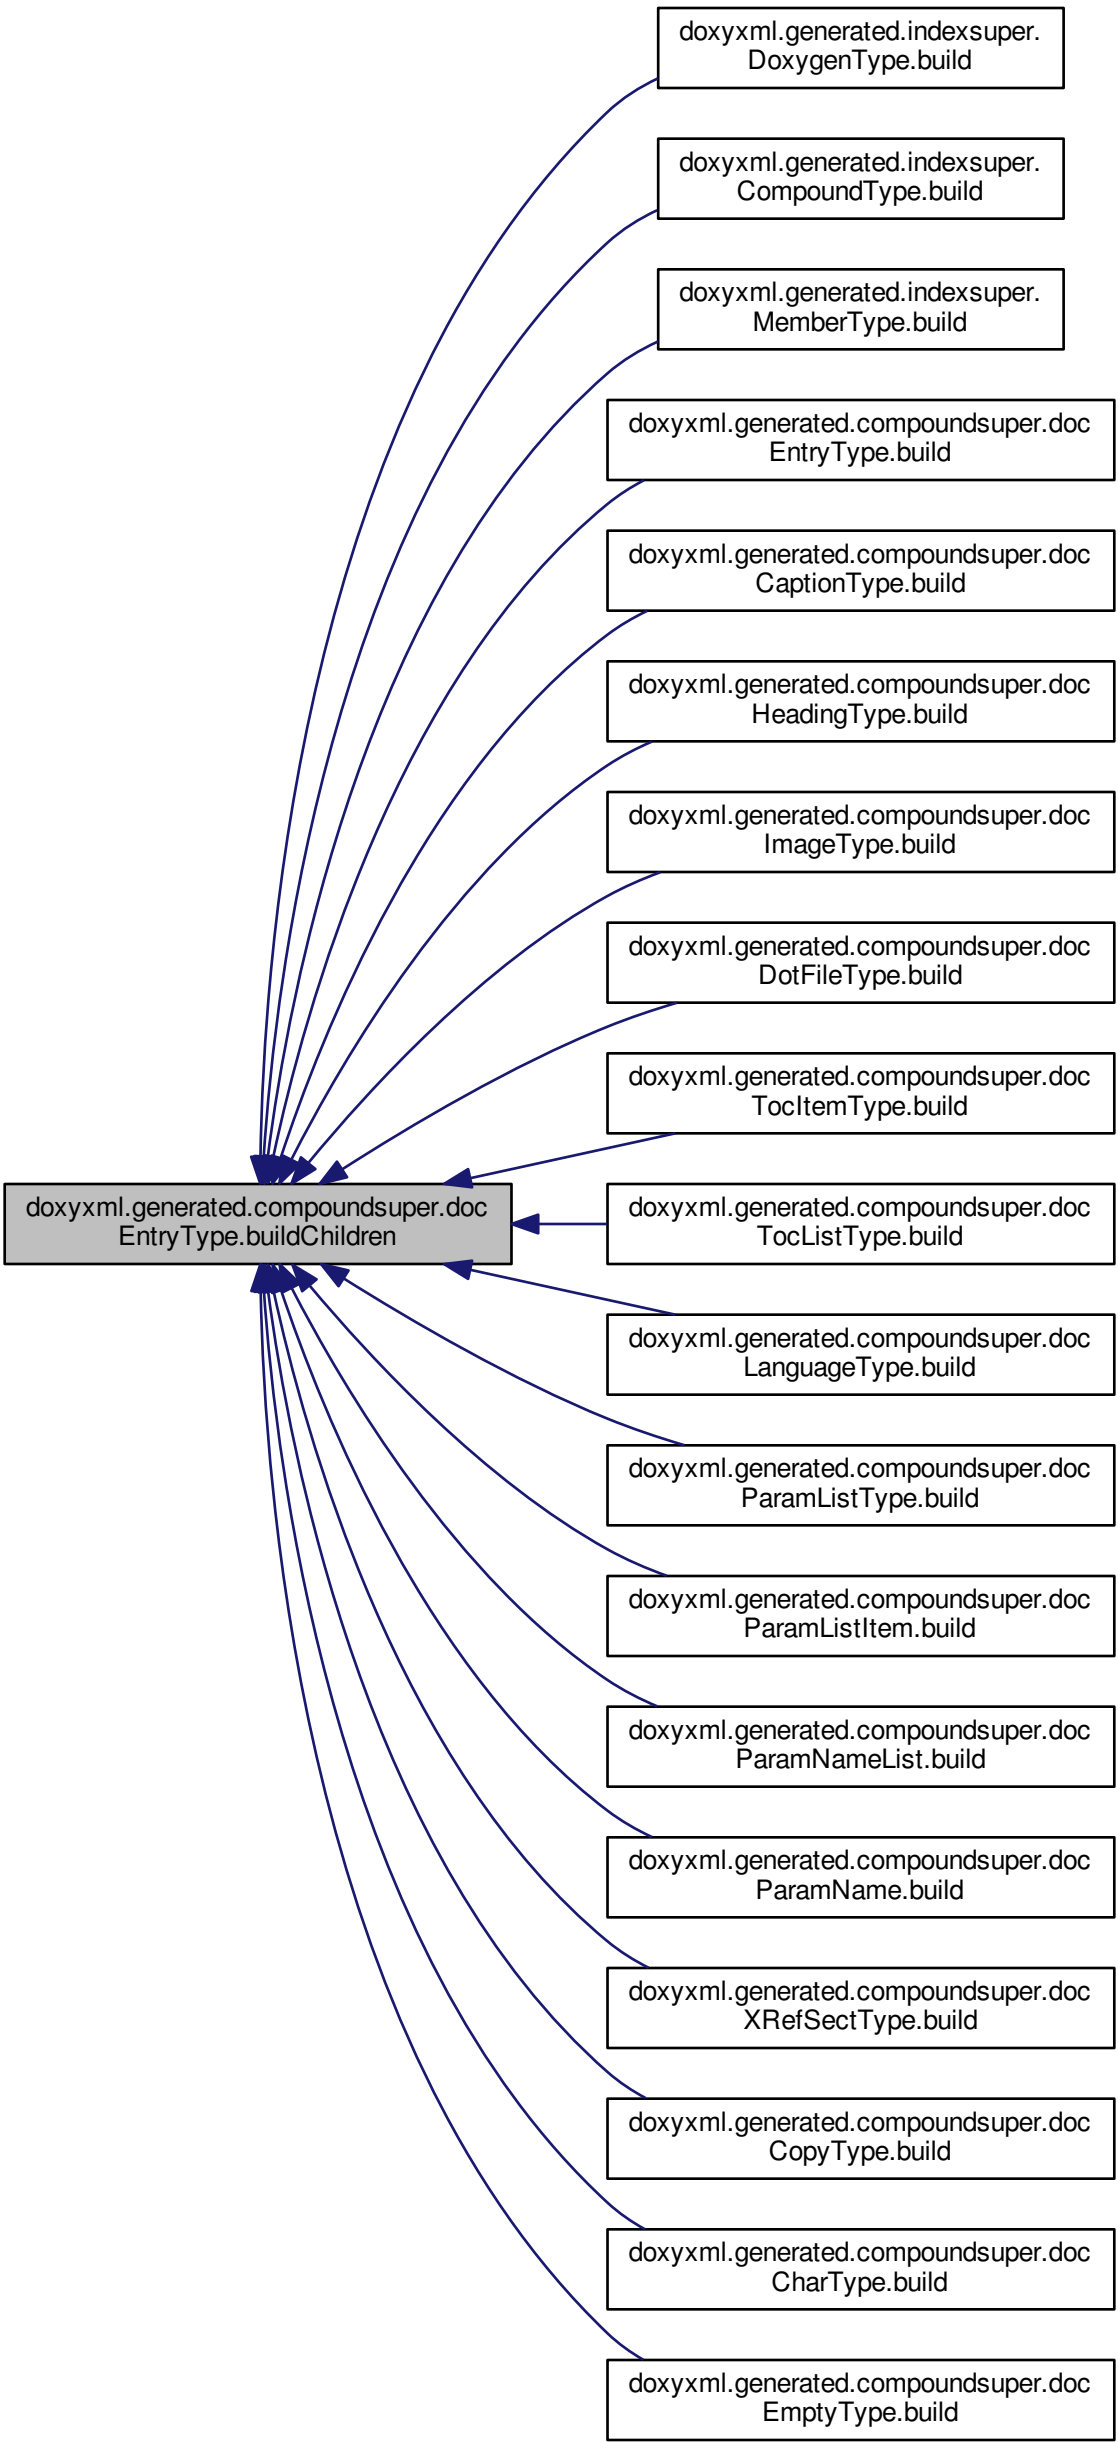 doxyxml.generated.indexsuper.
DoxygenType.build
doxyxml.generated.indexsuper.
CompoundType.build
doxyxml.generated.indexsuper.
MemberType.build
doxyxml.generated.compoundsuper.doc
EntryType.build
doxyxml.generated.compoundsuper.doc
CaptionType.build
doxyxml.generated.compoundsuper.doc
HeadingType.build
doxyxml.generated.compoundsuper.doc
ImageType.build
doxyxml.generated.compoundsuper.doc
DotFileType.build
doxyxml.generated.compoundsuper.doc
TocItemType.build
doxyxml.generated.compoundsuper.doc
EntryType.buildChildren
doxyxml.generated.compoundsuper.doc
TocListType.build
doxyxml.generated.compoundsuper.doc
LanguageType.build
doxyxml.generated.compoundsuper.doc
ParamListType.build
doxyxml.generated.compoundsuper.doc
ParamListItem.build
doxyxml.generated.compoundsuper.doc
ParamNameList.build
doxyxml.generated.compoundsuper.doc
ParamName.build
doxyxml.generated.compoundsuper.doc
XRefSectType.build
doxyxml.generated.compoundsuper.doc
CopyType.build
doxyxml.generated.compoundsuper.doc
CharType.build
doxyxml.generated.compoundsuper.doc
EmptyType.build